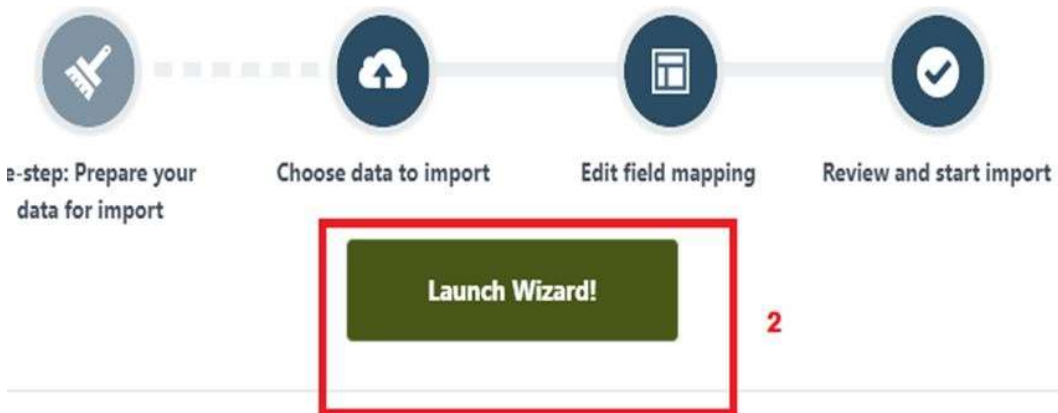 e-step: Prepare your
data for import
Choose data to import
Edit field mapping
Review and start import
Launch Wizard!
2